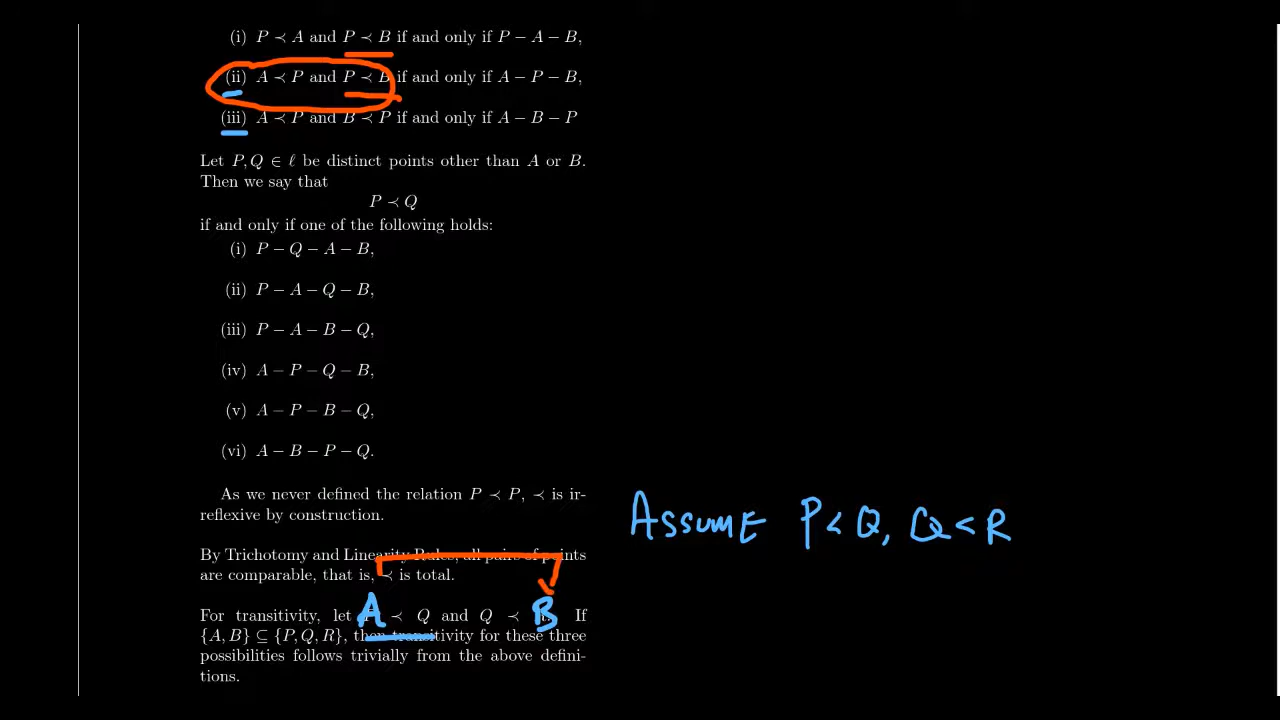 (i) P ≺ A and P ≺ B if and only if P − A − B,
(ii) A ≺ P and P ≺ B if and only if A − P − B,
(iii) A ≺ P and B ≺ P if and only if A − B − P
Let P, Q ∈ ℓ be distinct points other than A or B.
Then we say that
P ≺ Q
if and only if one of the following holds:
(i) P − Q − A − B,
(ii) P − A − Q − B,
(iii) P − A − B − Q,
(iv) A − P − Q − B,
(v) A − P − B − Q,
(vi) A − B − P − Q.
As we never defined the relation P ≺ P, ≺ is ir-
reflexive by construction.
Assume P < Q, Q < R
By Trichotomy and Linearity Rules, all pairs of points
are comparable, that is, ≺ is total.
For transitivity, let A ≺ Q and Q ≺ B. If
{A, B} ⊆ {P, Q, R}, then transitivity for these three
possibilities follows trivially from the above defini-
tions.